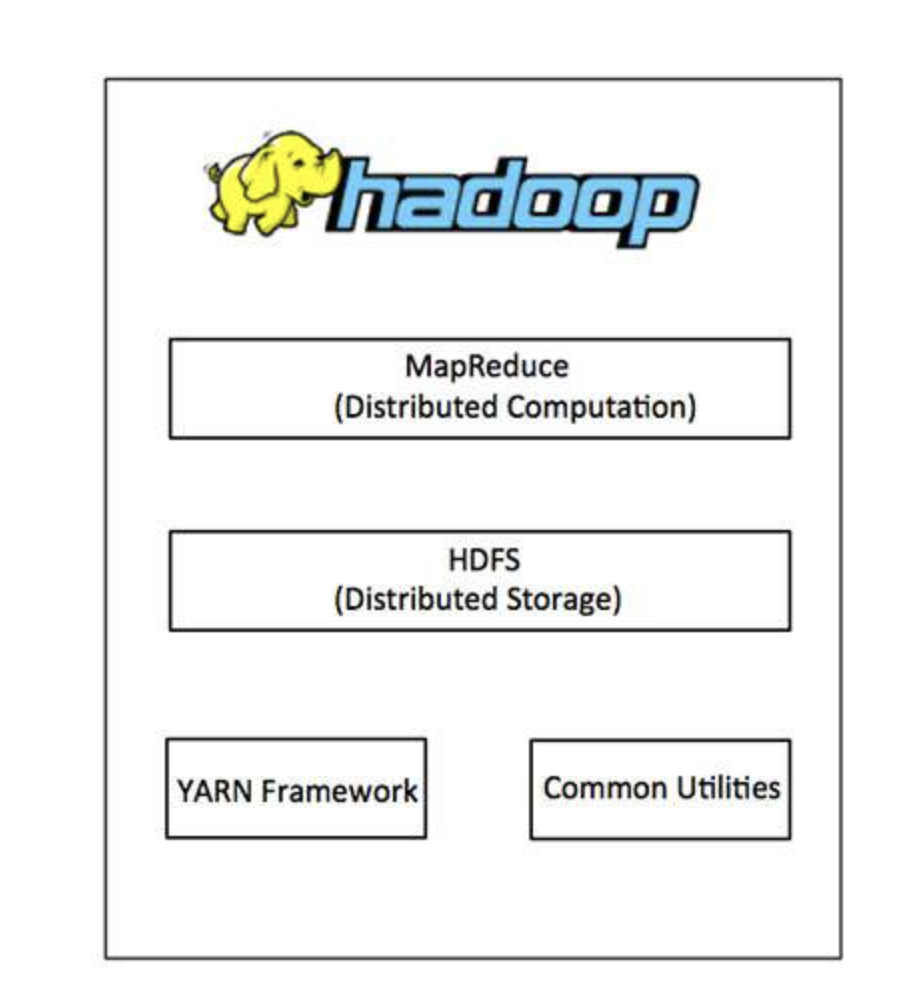 hadoop
MapReduce
(Distributed Computation)
HDFS
(Distributed Storage)
YARN Framework
Common Utilities